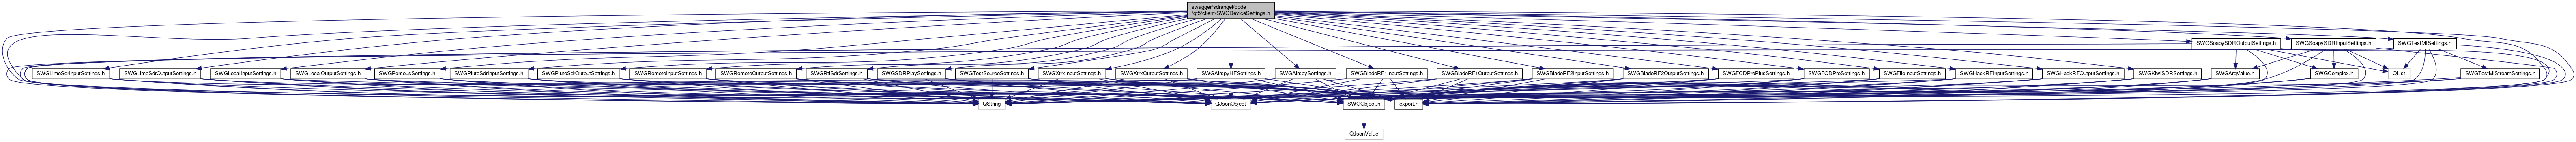 swagger/sdrangel/code
/qt5/client/SWGDeviceSettings.h
SWGSoapySDROutputSettings.h
SWGSoapySDRInputSettings.h
SWGTestMISettings.h
SWGLimeSdrInputSettings.h
SWGLimeSdrOutputSettings.h
SWGLocalInputSettings.h
SWGLocalOutputSettings.h
SWGPerseusSettings.h
SWGPlutoSdrInputSettings.h
SWGPlutoSdrOutputSettings.h
SWGRemoteInputSettings.h
SWGRemoteOutputSettings.h
SWGRtlSdrSettings.h
SWGSDRPlaySettings.h
SWGTestSourceSettings.h
SWGXtrxInputSettings.h
SWGXtrxOutputSettings.h
SWGAirspyHFSettings.h
SWGAirspySettings.h
SWGBladeRF1InputSettings.h
SWGBladeRF1OutputSettings.h
SWGBladeRF2InputSettings.h
SWGBladeRF2OutputSettings.h
SWGFCDProPlusSettings.h
SWGFCDProSettings.h
SWGFileInputSettings.h
SWGHackRFInputSettings.h
SWGHackRFOutputSettings.h
SWGKiwiSDRSettings.h
SWGArgValue.h
SWGComplex.h
QList
SWGTestMiStreamSettings.h
QString
QJsonObject
SWGObject.h
export.h
QJsonValue